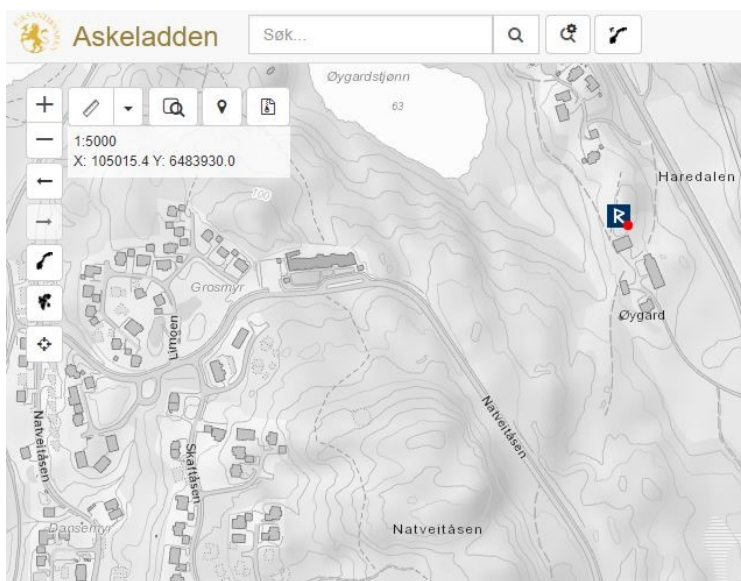 Askeladden
Søk...
Øygardstjønn
63
1:5000
X: 105015.4 Y: 6483930.0
Haredalen
R
100
Grosmyr
Limoen
Øygard
Natveitåsen
Natveitåsen
Skaftåsen
Dansemyr
Natveitåsen